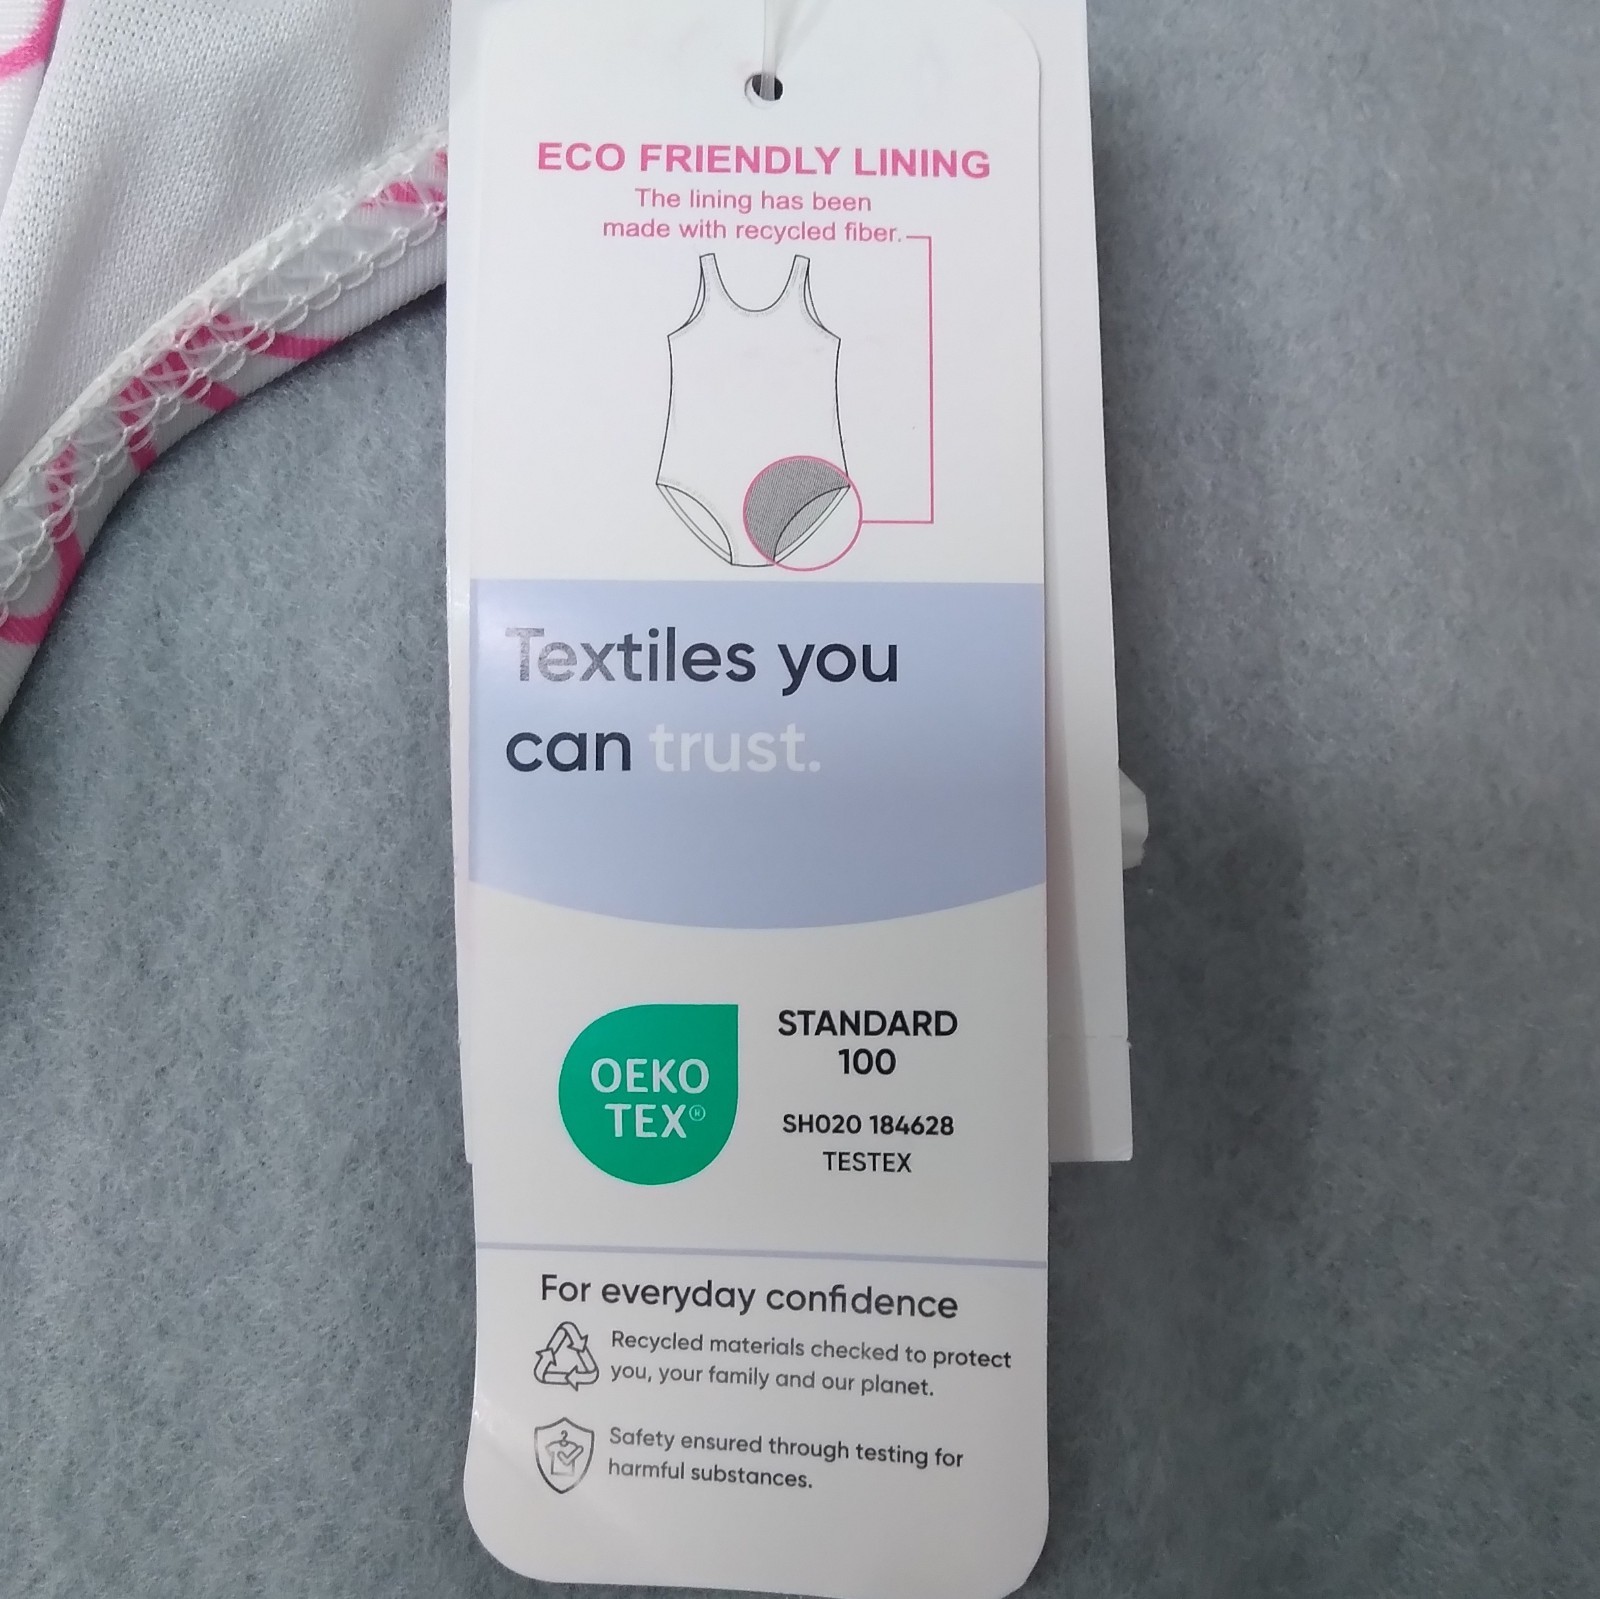 ECO FRIENDLY LINING
The lining has been
made with recycled fiber.
Textiles you
can trust.
OEKO
TEX®
STANDARD
100
SH020 184628
TESTEX
For everyday confidence
Recycled materials checked to protect
you, your family and our planet.
Safety ensured through testing for
harmful substances.